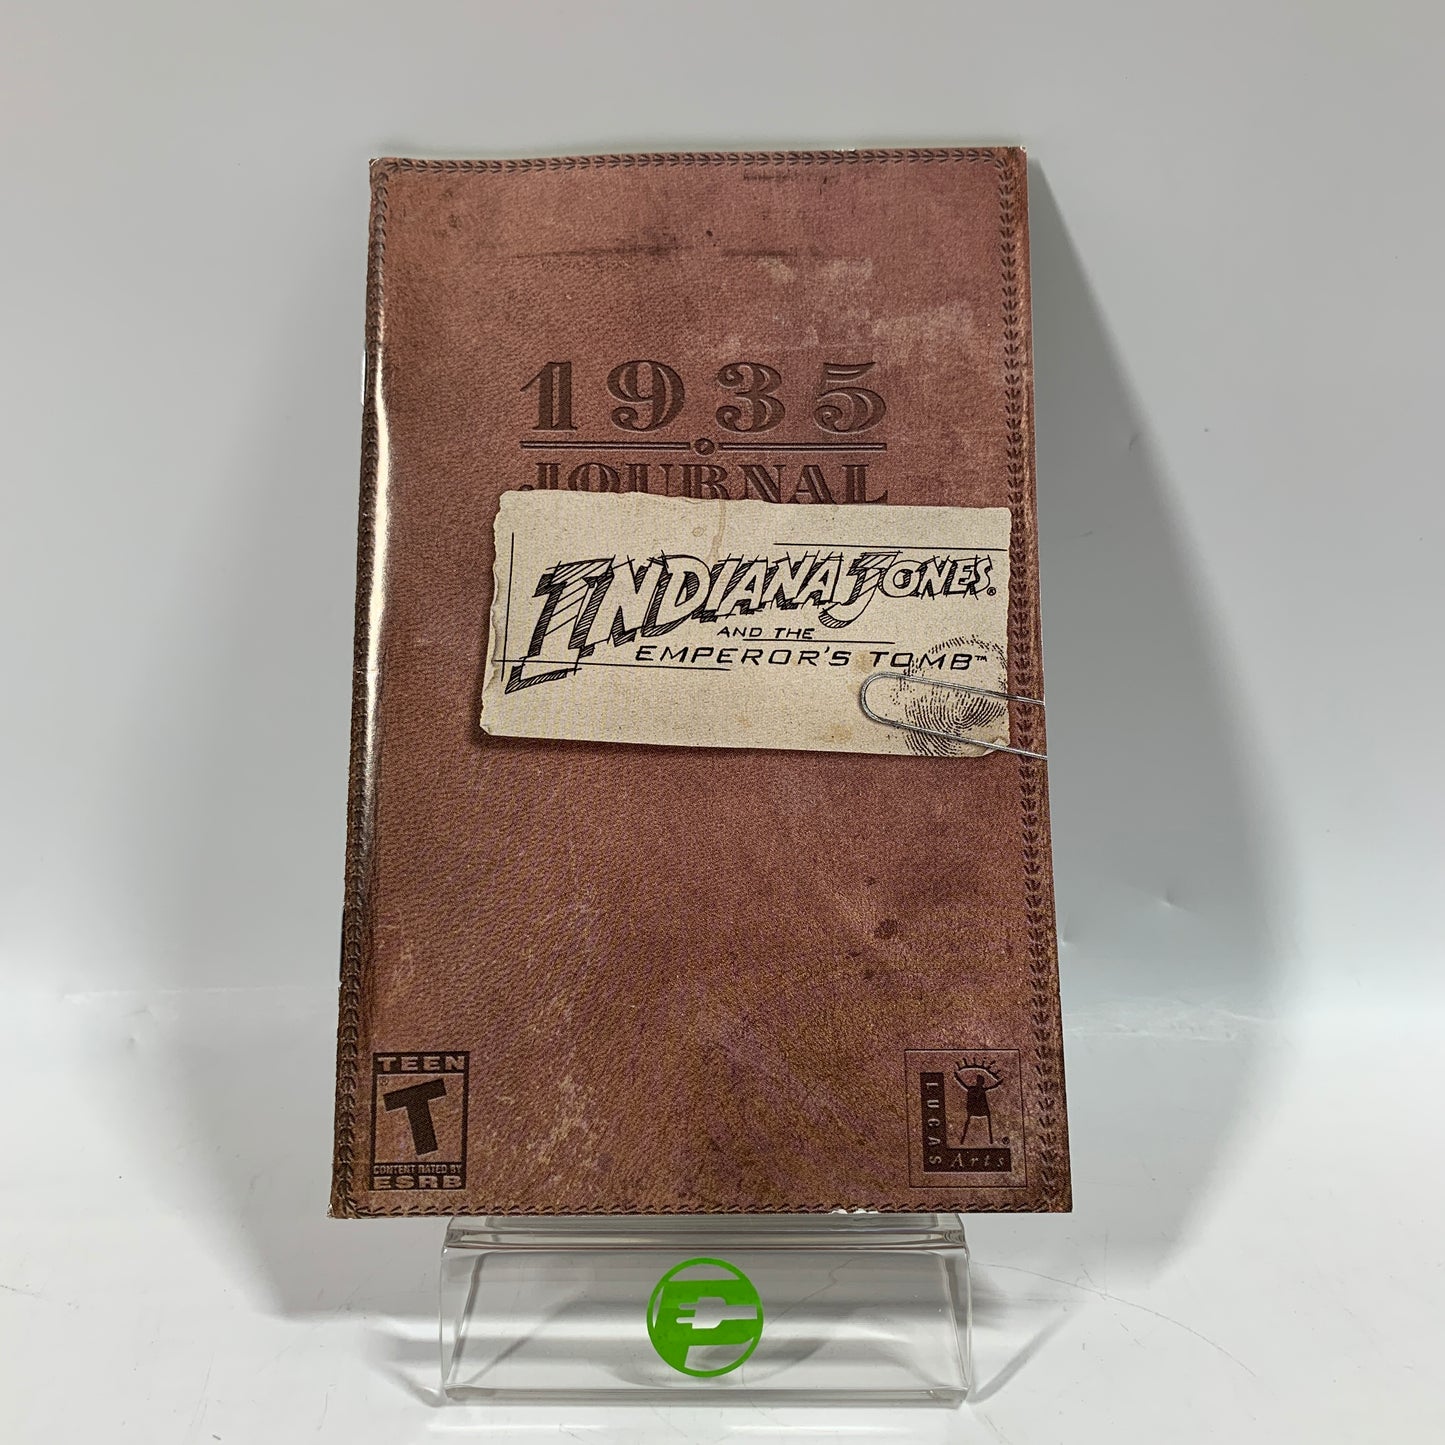 1935
JOURNAL
INDIANA JONES®
AND THE
EMPEROR'S TOMB™
TEEN
T
CONTENT RATED BY
ESRB
LUCAS
Arts